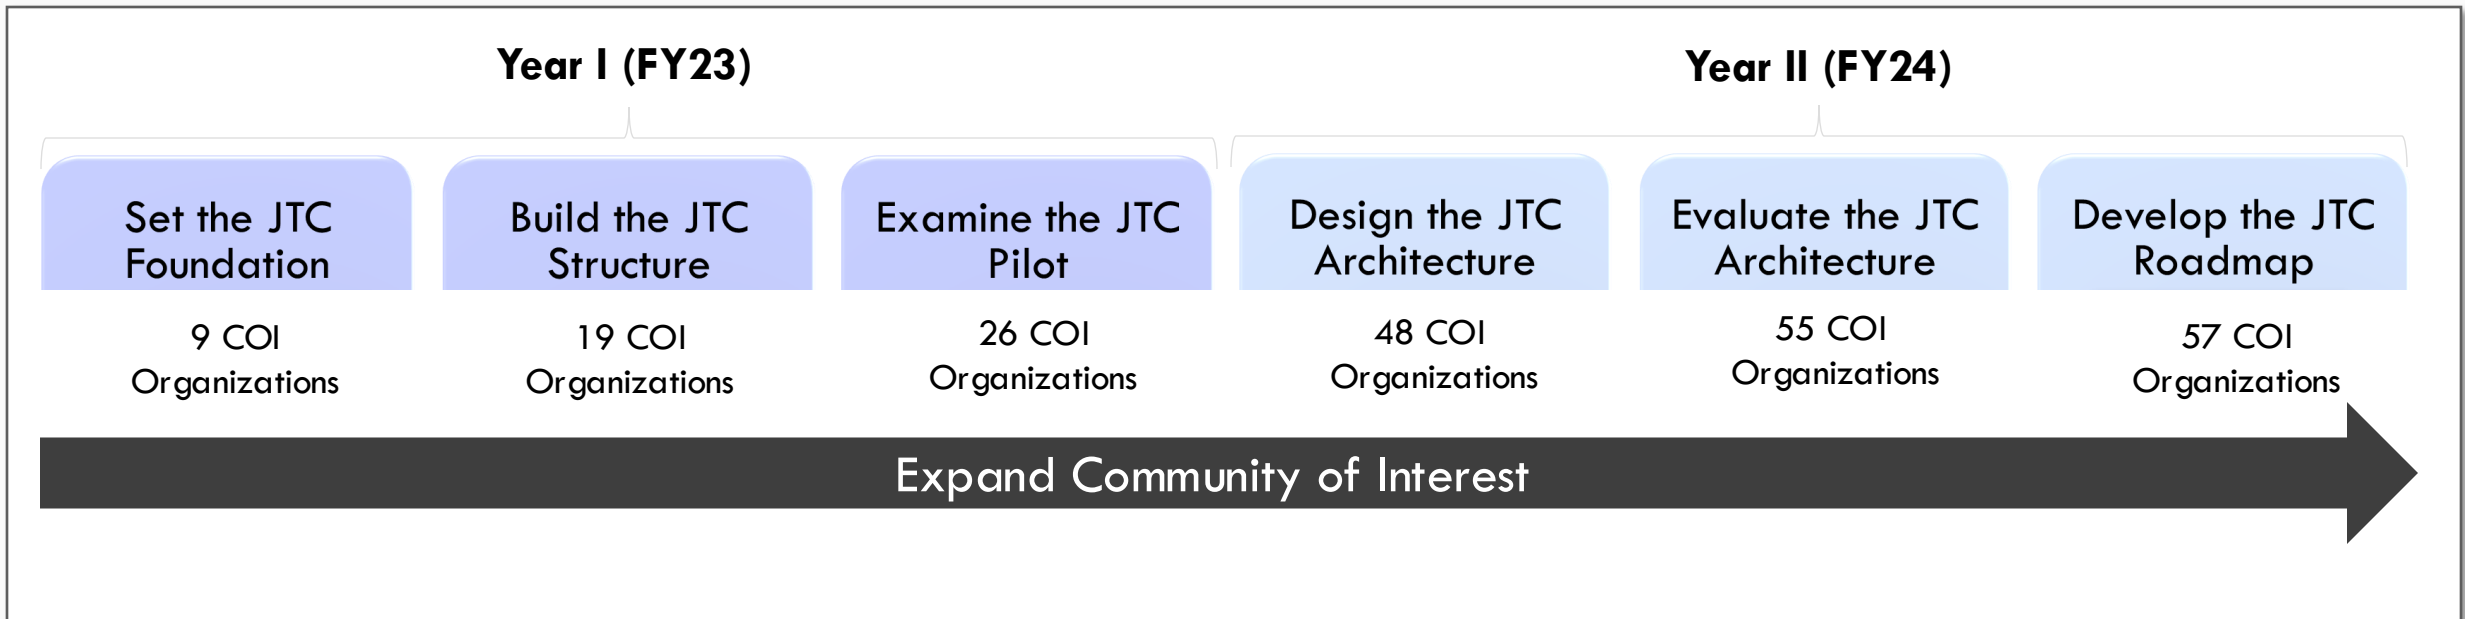 Year I (FY23)
Year II (FY24)
Set the JTC
Foundation
Build the JTC
Structure
Examine the JTC
Pilot
Design the JTC
Architecture
Evaluate the JTC
Architecture
Develop the JTC
Roadmap
9 COI
Organizations
19 COI
Organizations
26 COI
Organizations
48 COI
Organizations
55 COI
Organizations
57 COI
Organizations
Expand Community of Interest